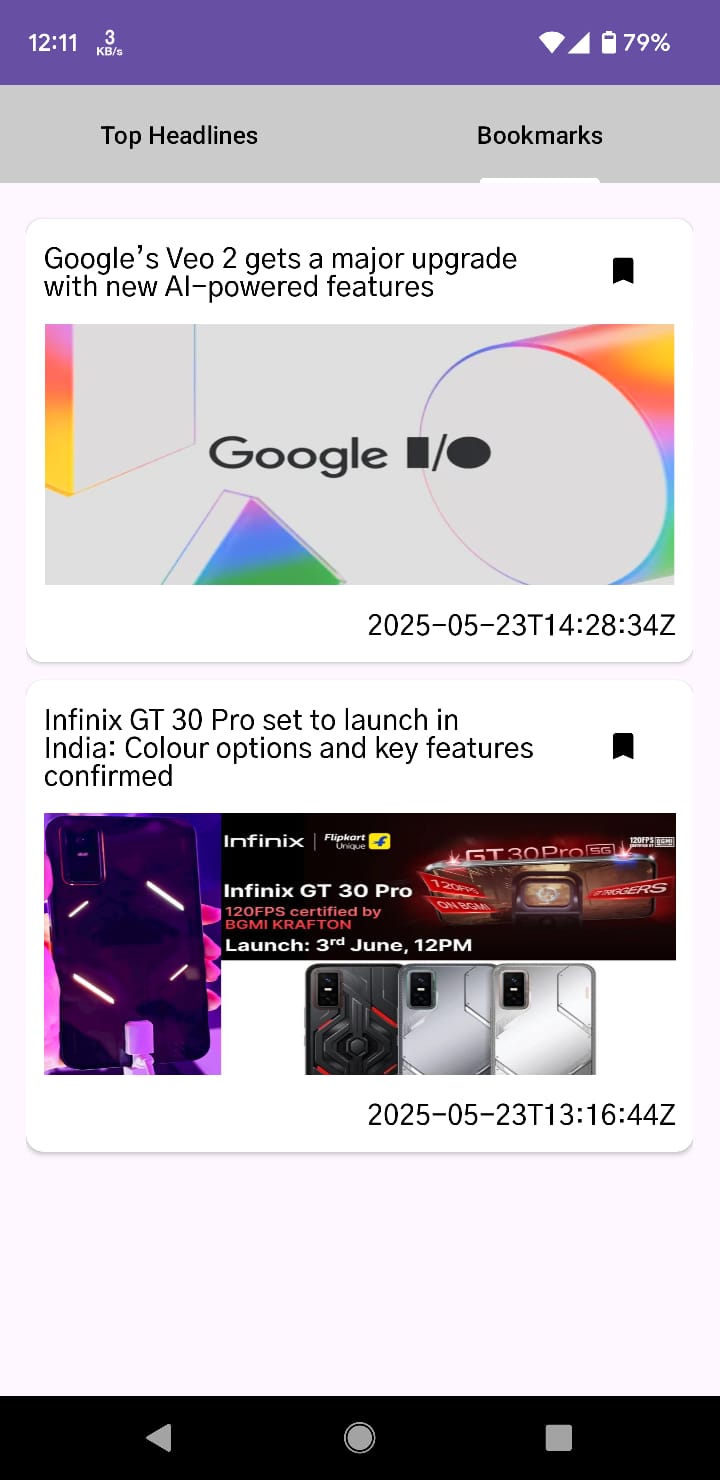 12:11
3
KB/s
79%
Top Headlines
Bookmarks
Google's Veo 2 gets a major upgrade
with new AI-powered features
Google I/O
2025-05-23T14:28:34Z
Infinix GT 30 Pro set to launch in
India: Colour options and key features
confirmed
Infinix
Flipkart
Unique
120FPS
BGMI
GT30Pro 5G
Infinix GT 30 Pro
120FPS
GT TRIGGERS
120FPS certified by
ON BGMI
BGMI KRAFTON
Launch: 3rd June, 12PM
2025-05-23T13:16:44Z